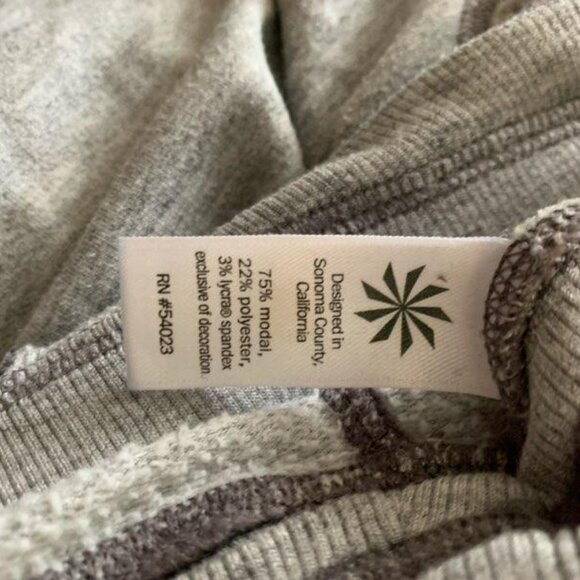 Designed in
Sonoma County,
California
75% modal,
22% polyester,
3% lycra® spandex
exclusive of decoration
RN #54023